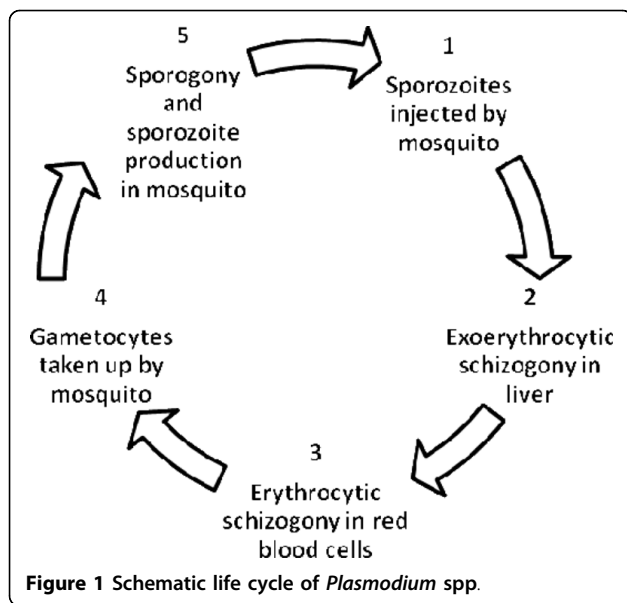 5
Sporogony
and
sporozoite
production
in mosquito
1
Sporozoites
injected by
mosquito
2
Exoerythrocytic
schizogony in
liver
3
Erythrocytic
schizogony in red
blood cells
4
Gametocytes
taken up by
mosquito
Figure 1 Schematic life cycle of Plasmodium spp.